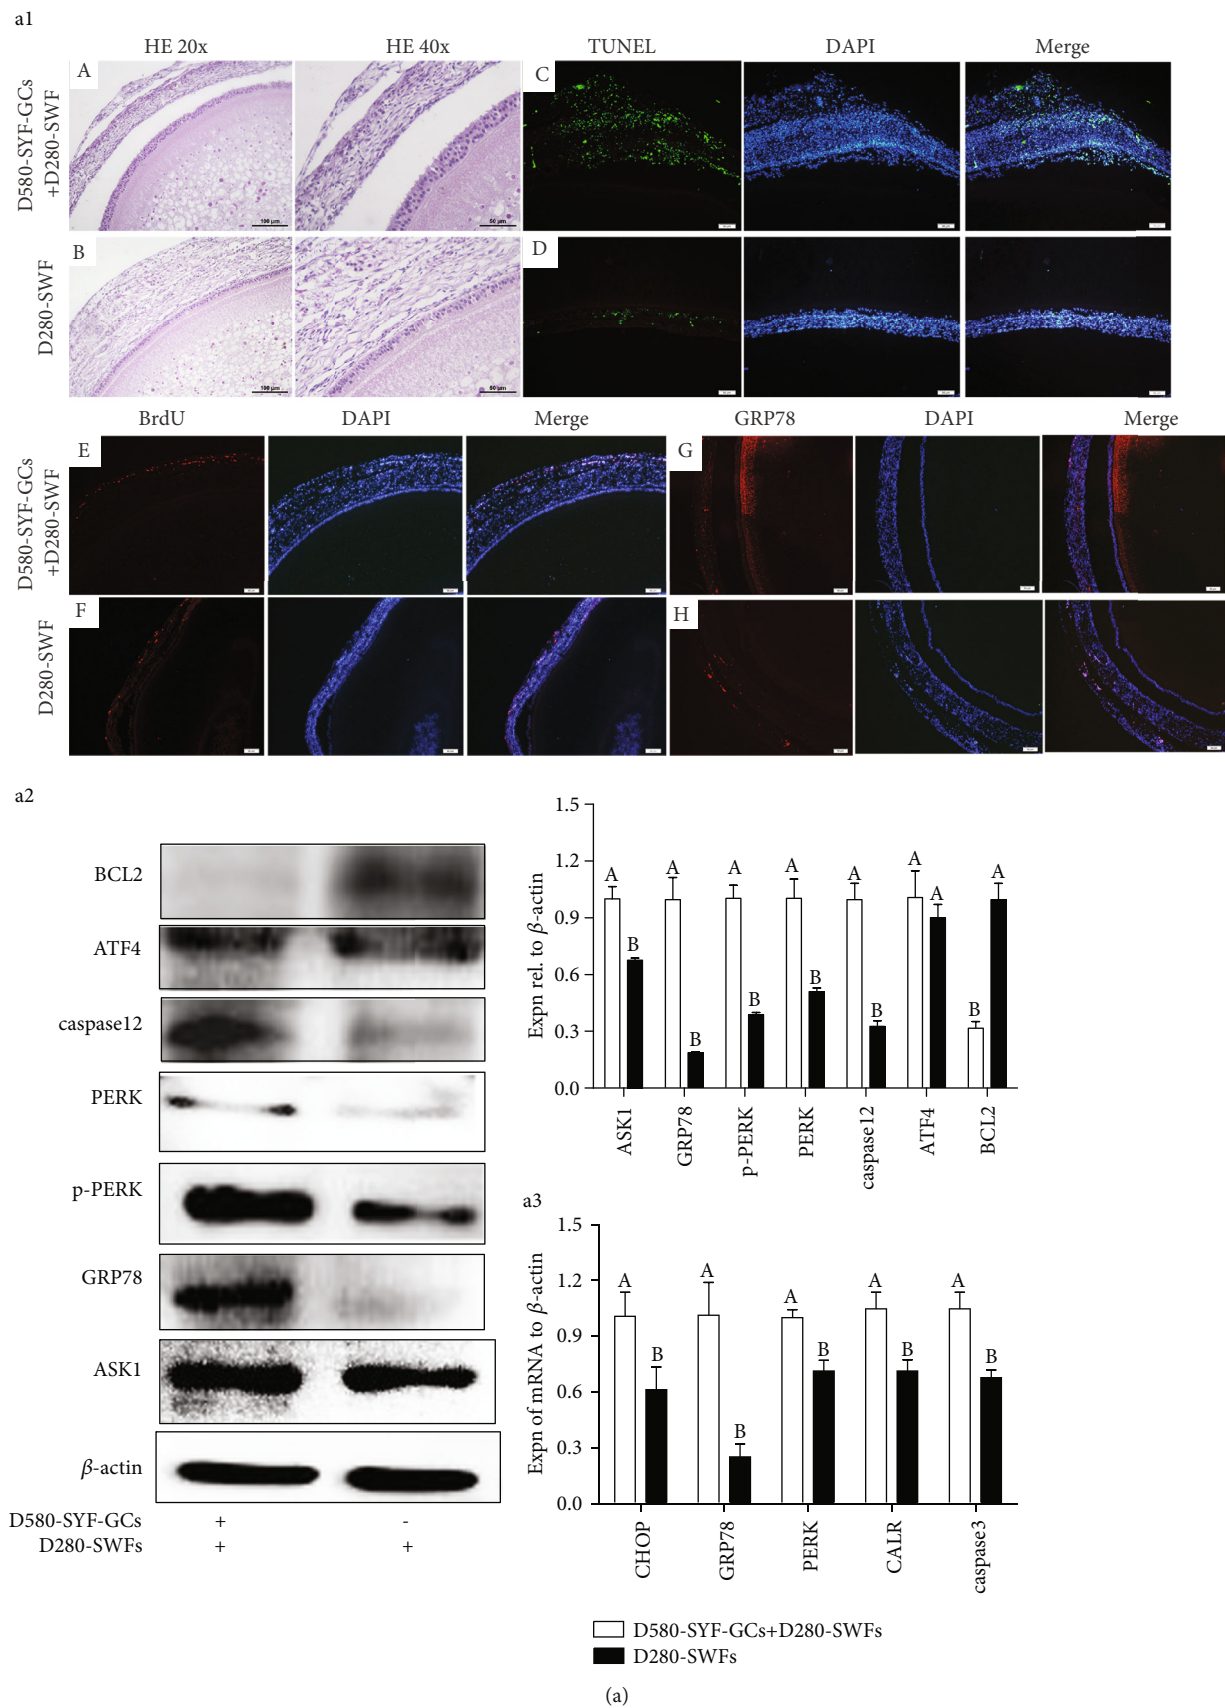 a1
HE 20x HE 40x TUNEL DAPI Merge
D580-SYF-GCs
+D280-SWF
A
C
100 µm
50 µm
D280-SWF
B
D
100 µm
50 µm
BrdU DAPI Merge GRP78 DAPI Merge
D580-SYF-GCs
+D280-SWF
E
G
D280-SWF
F
H
a2
BCL2
ATF4
caspase12
PERK
p-PERK
GRP78
ASK1
β-actin
D580-SYF-GCs + -
D280-SWFs + +
Expn rel. to β-actin
1.5
1.2
0.9
0.6
0.3
0.0
A B A B A B A B A B A A B A
ASK1
GRP78
p-PERK
PERK
caspase12
ATF4
BCL2
a3
Expn of mRNA to β-actin
1.5
1.2
0.9
0.6
0.3
0.0
A B A B A B A B A B
CHOP
GRP78
PERK
CALR
caspase3
D580-SYF-GCs+D280-SWFs
D280-SWFs
(a)